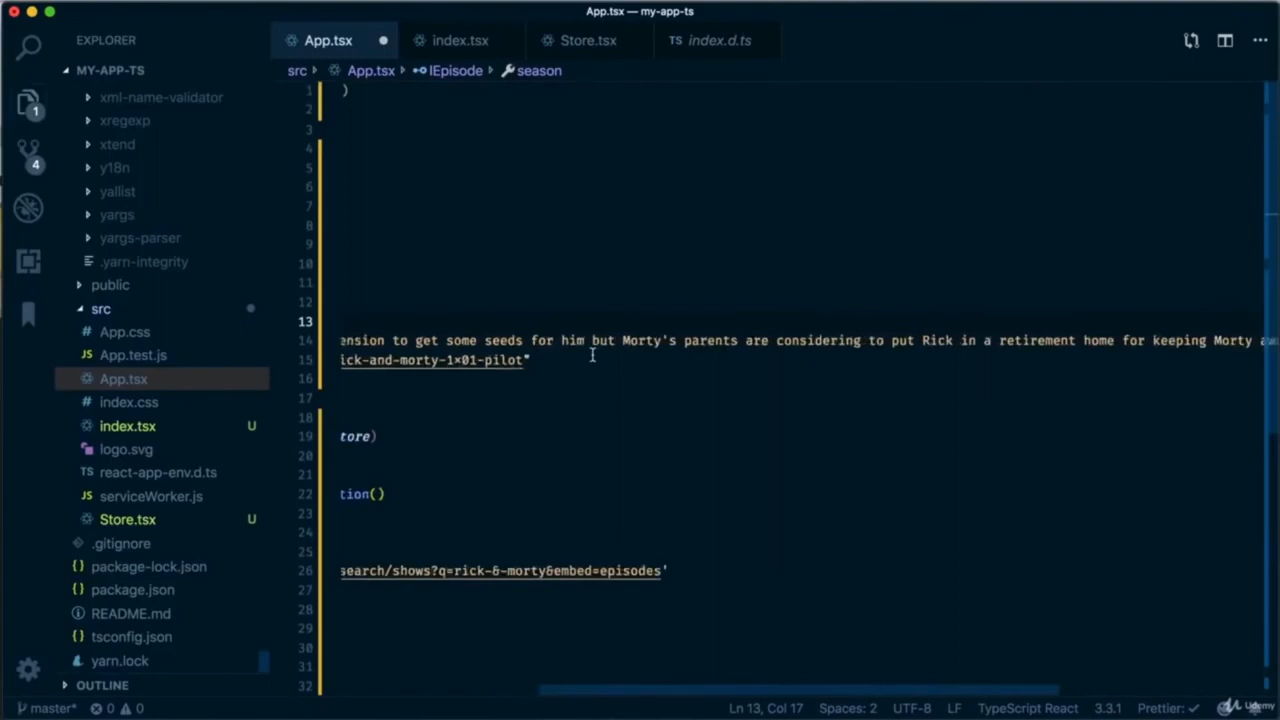 App.tsx — my-app-ts
EXPLORER
App.tsx
index.tsx
Store.tsx
TS index.d.ts
MY-APP-TS
src
App.tsx
IEpisode
season
xml-name-validator
xregexp
xtend
y18n
yallist
yargs
yargs-parser
.yarn-integrity
public
src
App.css
JS App.test.js
App.tsx
index.css
index.tsx U
logo.svg
TS react-app-env.d.ts
JS serviceWorker.js
Store.tsx U
.gitignore
package-lock.json
package.json
README.md
tsconfig.json
yarn.lock
OUTLINE
1
4
1 )
2
3
4
5
6
7
8
9
10
11
12
13
14 ension to get some seeds for him but Morty's parents are considering to put Rick in a retirement home for keeping Morty
15 ick-and-morty-1x01-pilot"
16
17
18
19 tore)
20
21
22 tion()
23
24
25
26 search/shows?q=rick-&-morty&embed=episodes'
27
28
29
30
31
32
master* 0 0
Ln 13, Col 17 Spaces: 2 UTF-8 LF TypeScript React 3.3.1 Prettier: ✓
Udemy